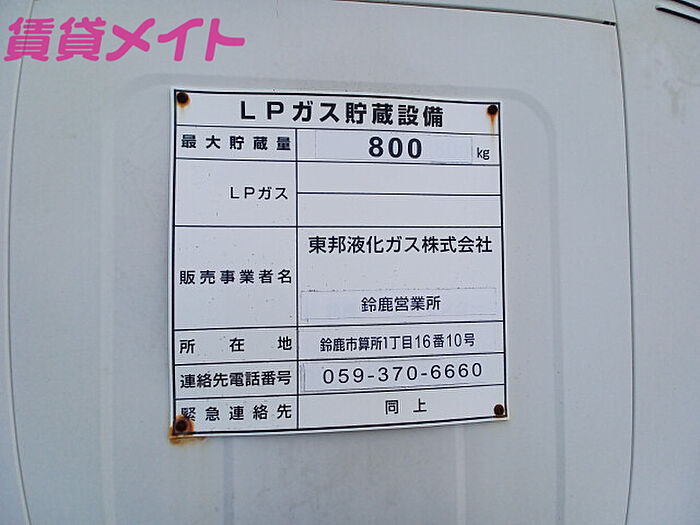 賃貸メイト
LPガス貯蔵設備
最大貯蔵量 800 kg
LPガス
販売事業者名 東邦液化ガス株式会社
鈴鹿営業所
所在地 鈴鹿市算所1丁目16番10号
連絡先電話番号 059-370-6660
緊急連絡先 同上